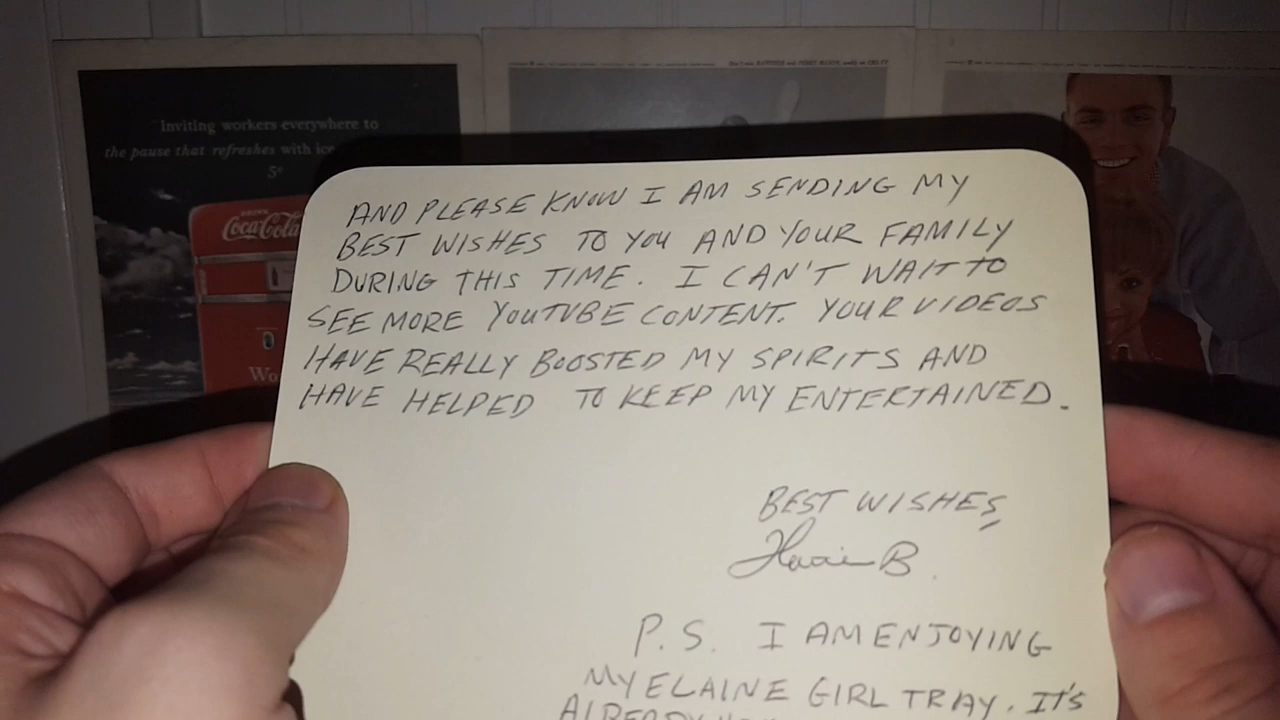 Inviting workers everywhere to
the pause that refreshes with ice
DRINK
Coca-Cola
Wo
AND PLEASE KNOW I AM SENDING MY
BEST WISHES TO YOU AND YOUR FAMILY
DURING THIS TIME. I CAN'T WAIT TO
SEE MORE YOUTUBE CONTENT. YOUR VIDEOS
HAVE REALLY BOOSTED MY SPIRITS AND
HAVE HELPED TO KEEP MY ENTERTAINED.
BEST WISHES,
B.
P.S. I AM ENJOYING
MY ELAINE GIRL TRAY. IT'S
ALREADY